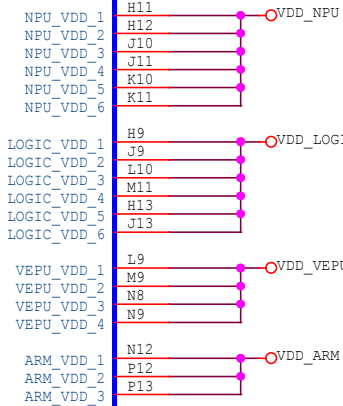 NPU_VDD_1 H11 VDD_NPU
NPU_VDD_2 H12
NPU_VDD_3 J10
NPU_VDD_4 J11
NPU_VDD_5 K10
NPU_VDD_6 K11
LOGIC_VDD_1 H9 VDD_LOGI
LOGIC_VDD_2 J9
LOGIC_VDD_3 L10
LOGIC_VDD_4 M11
LOGIC_VDD_5 H13
LOGIC_VDD_6 J13
VEPU_VDD_1 L9 VDD_VEPU
VEPU_VDD_2 M9
VEPU_VDD_3 N8
VEPU_VDD_4 N9
ARM_VDD_1 N12 VDD_ARM
ARM_VDD_2 P12
ARM_VDD_3 P13